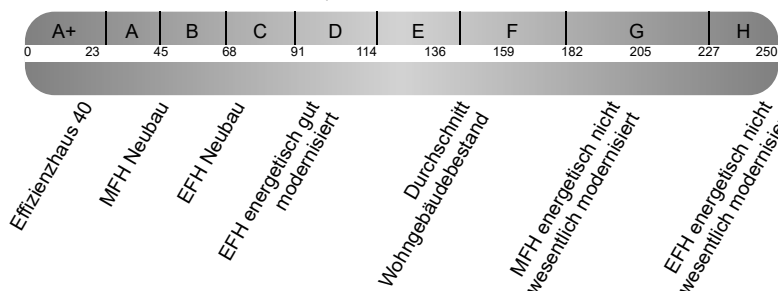 A+ A B C D E F G H
0 23 45 68 91 114 136 159 182 205 227 250
Effizienzhaus 40
MFH Neubau
EFH Neubau
EFH energetisch gut
modernisiert
Durchschnitt
Wohngebäudebestand
MFH energetisch nicht
wesentlich modernisiert
EFH energetisch nicht
wesentlich